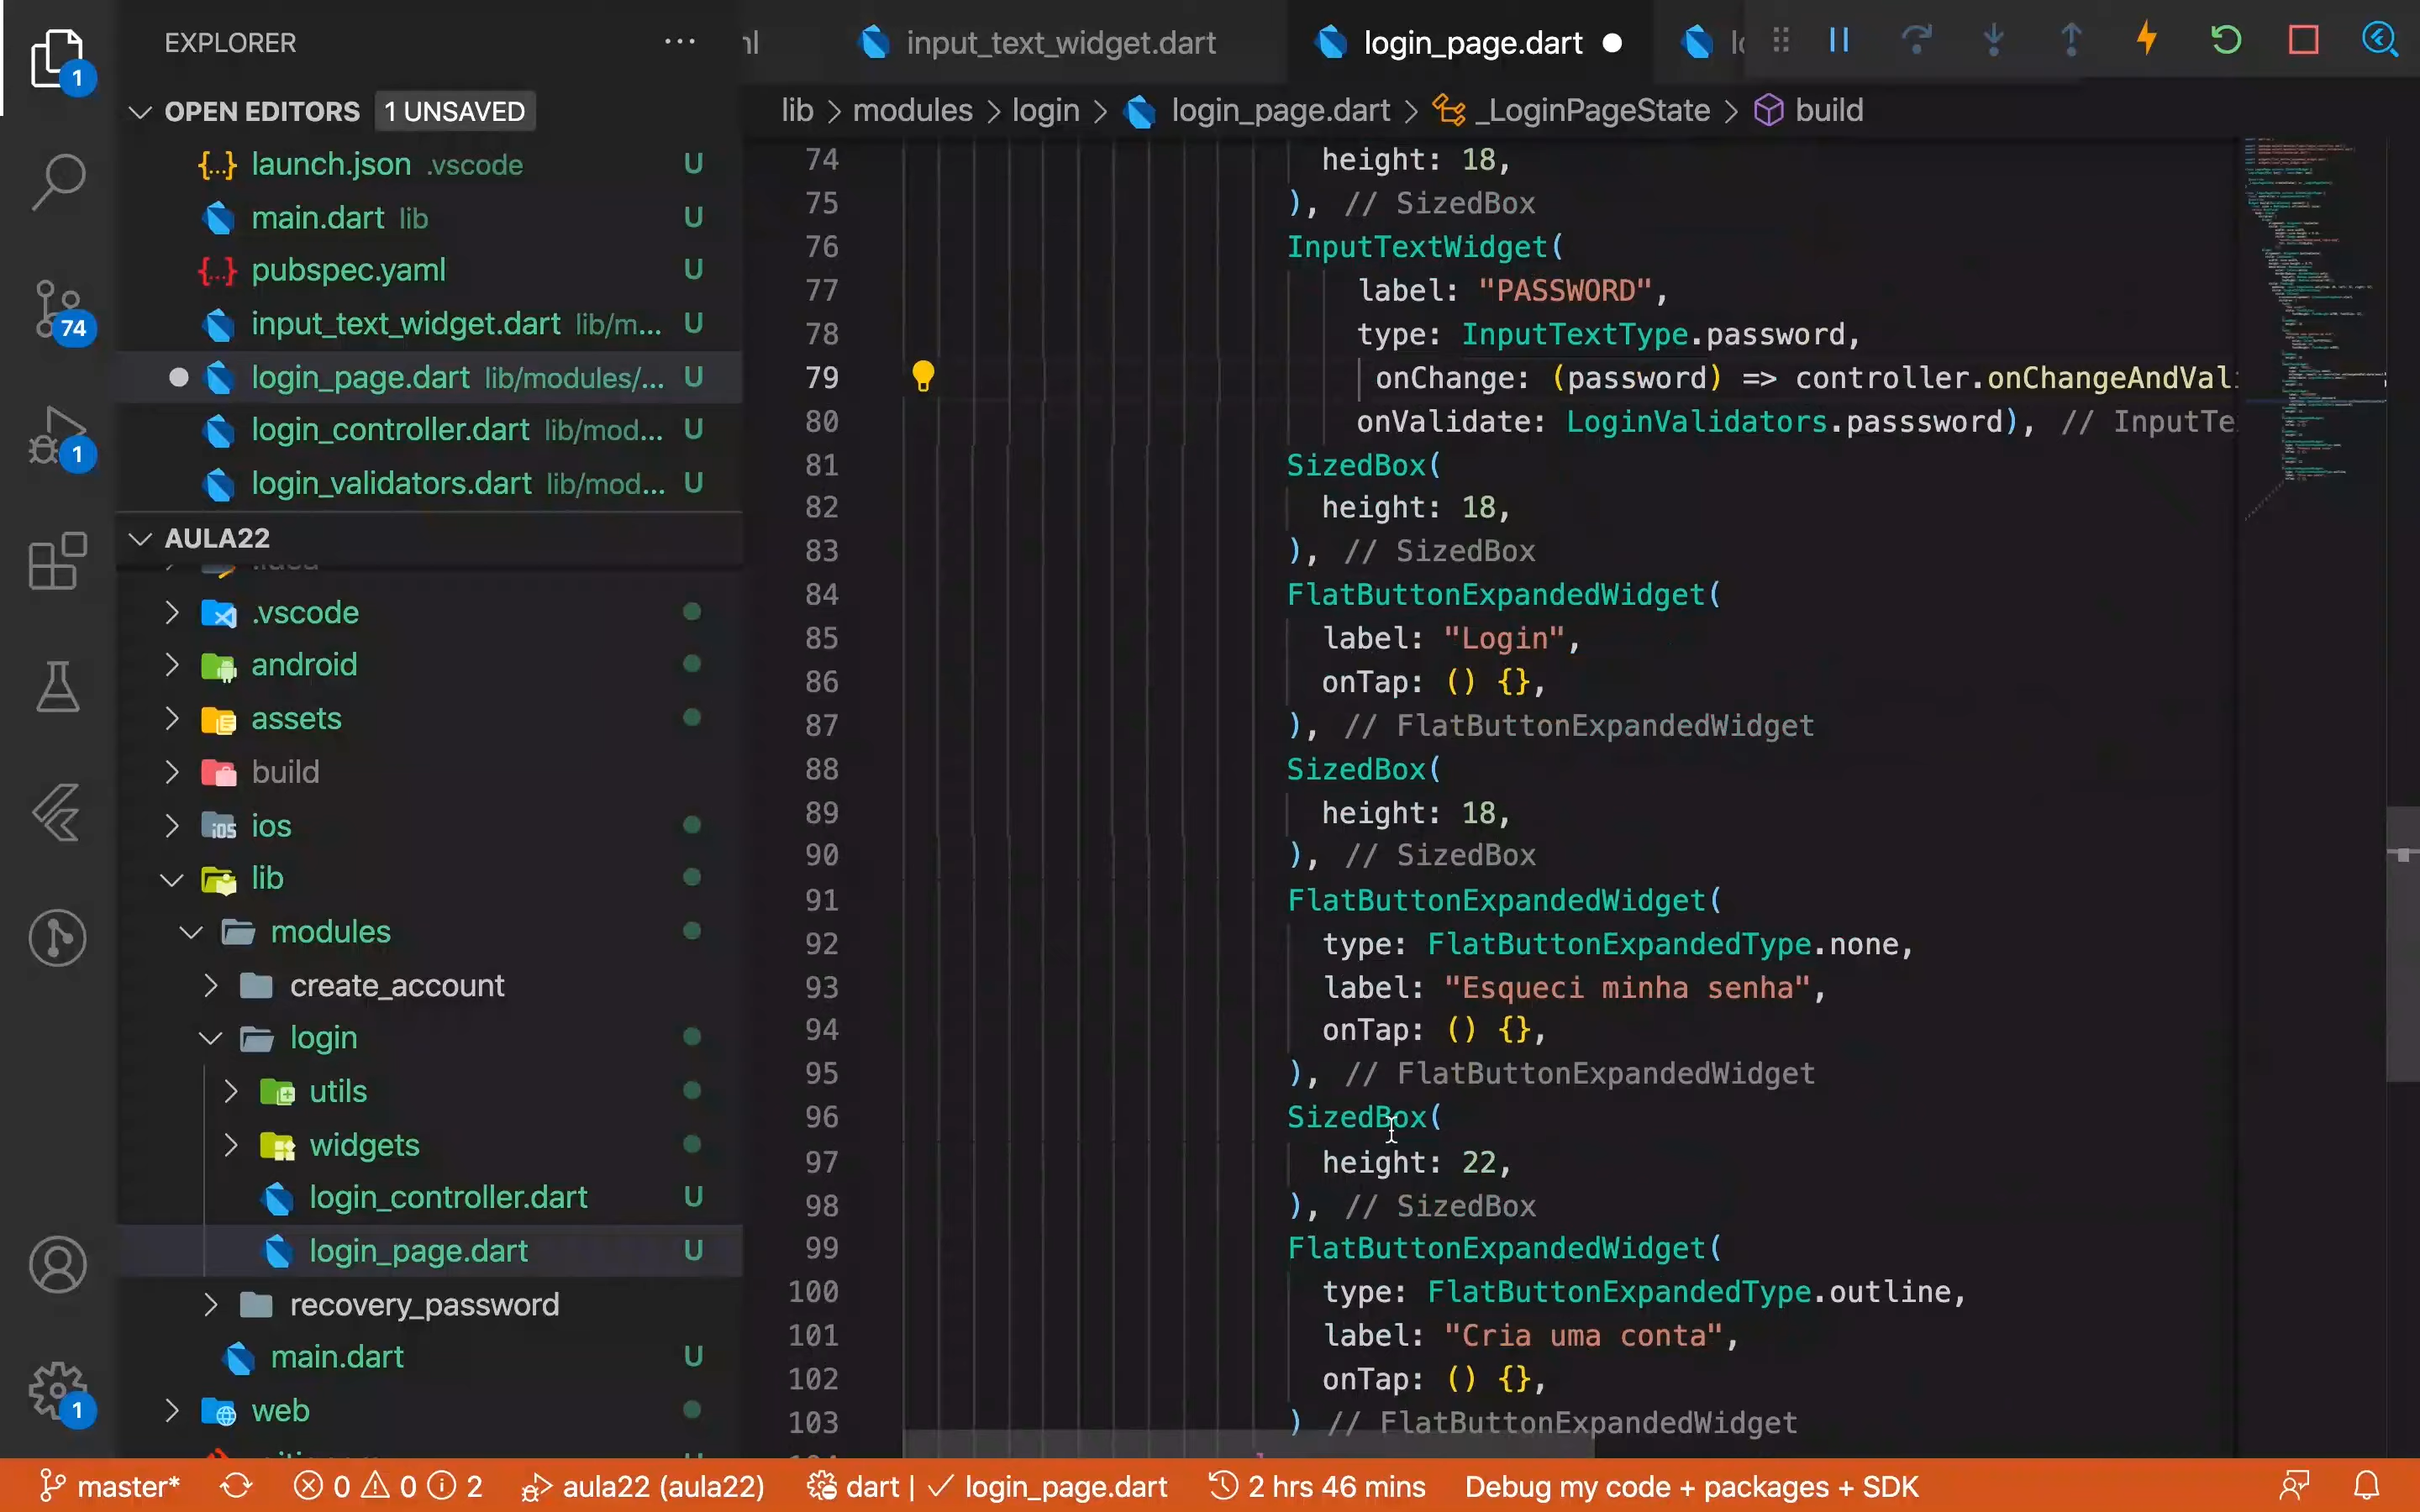 EXPLORER
OPEN EDITORS 1 UNSAVED
launch.json .vscode U
main.dart lib U
pubspec.yaml U
input_text_widget.dart lib/m... U
login_page.dart lib/modules/... U
login_controller.dart lib/mod... U
login_validators.dart lib/mod... U
AULA22
.vscode
android
assets
build
ios
lib
modules
create_account
login
utils
widgets
login_controller.dart U
login_page.dart U
recovery_password
main.dart U
web
input_text_widget.dart
login_page.dart
lib > modules > login > login_page.dart > _LoginPageState > build
74 height: 18,
75 ), // SizedBox
76 InputTextWidget(
77 label: "PASSWORD",
78 type: InputTextType.password,
79 onChange: (password) => controller.onChangeAndVal
80 onValidate: LoginValidators.passsword), // InputTe
81 SizedBox(
82 height: 18,
83 ), // SizedBox
84 FlatButtonExpandedWidget(
85 label: "Login",
86 onTap: () {},
87 ), // FlatButtonExpandedWidget
88 SizedBox(
89 height: 18,
90 ), // SizedBox
91 FlatButtonExpandedWidget(
92 type: FlatButtonExpandedType.none,
93 label: "Esqueci minha senha",
94 onTap: () {},
95 ), // FlatButtonExpandedWidget
96 SizedBox(
97 height: 22,
98 ), // SizedBox
99 FlatButtonExpandedWidget(
100 type: FlatButtonExpandedType.outline,
101 label: "Cria uma conta",
102 onTap: () {},
103 ) // FlatButtonExpandedWidget
1
74
1
1
master* 0 0 2 aula22 (aula22) dart | login_page.dart 2 hrs 46 mins Debug my code + packages + SDK